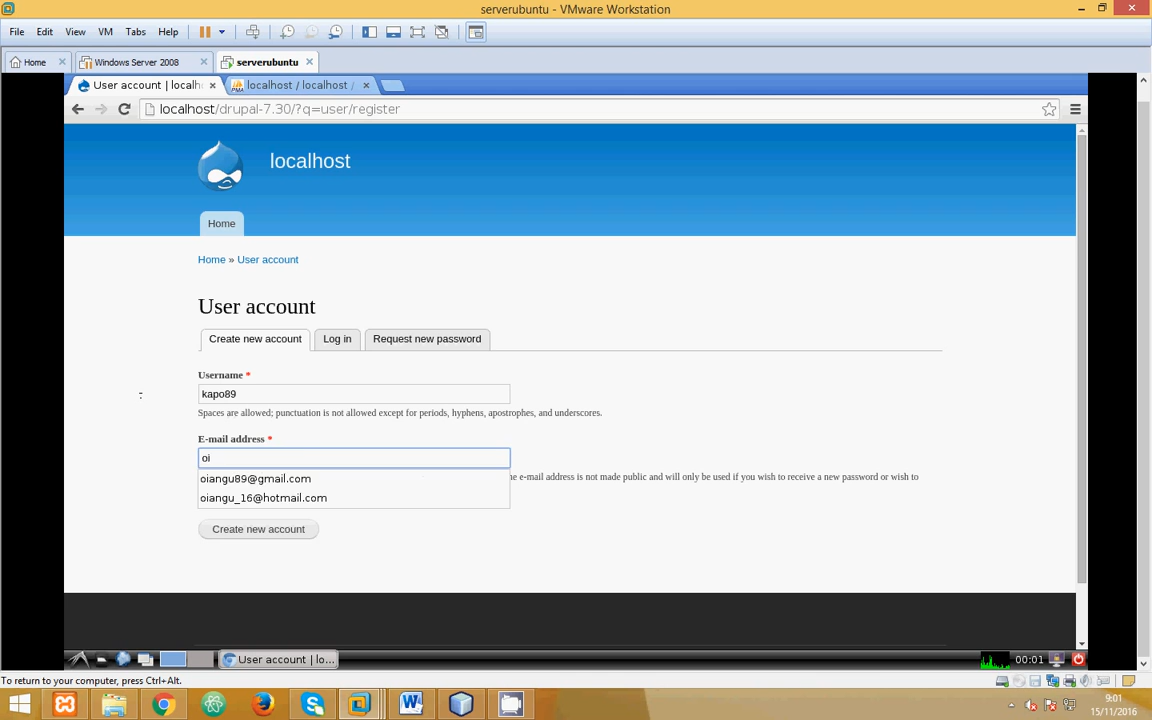 serverubuntu - VMware Workstation
File Edit View VM Tabs Help
Home
Windows Server 2008
serverubuntu
User account | localh
localhost / localhost /
localhost/drupal-7.30/?q=user/register
localhost
Home
Home » User account
User account
Create new account
Log in
Request new password
Username *
kapo89
Spaces are allowed; punctuation is not allowed except for periods, hyphens, apostrophes, and underscores.
E-mail address *
oi
oiangu89@gmail.com
e e-mail address is not made public and will only be used if you wish to receive a new password or wish to
oiangu_16@hotmail.com
Create new account
User account | lo...
00:01
To return to your computer, press Ctrl+Alt.
9:01
15/11/2016